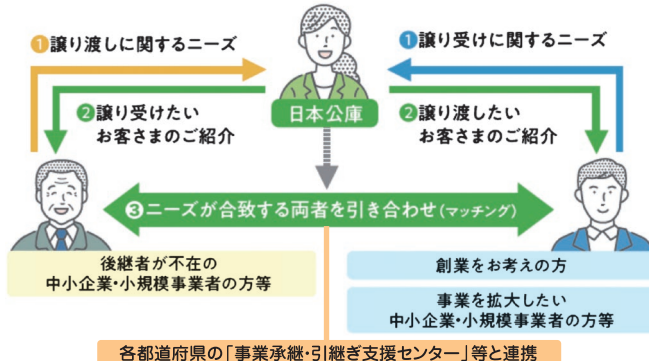 ❶譲り渡しに関するニーズ
❶譲り受けに関するニーズ
❷譲り受けたい
お客さまのご紹介
日本公庫
❷譲り渡したい
お客さまのご紹介
❸ニーズが合致する両者を引き合わせ(マッチング)
後継者が不在の
中小企業・小規模事業者の方等
創業をお考えの方
事業を拡大したい
中小企業・小規模事業者の方等
各都道府県の「事業承継・引継ぎ支援センター」等と連携